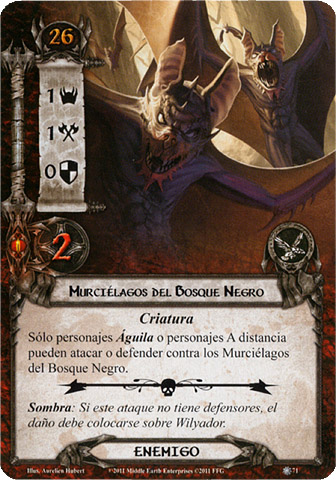 26
1
1
0
2
Murciélagos del Bosque Negro
Criatura
Sólo personajes Águila o personajes A distancia
pueden atacar o defender contra los Murciélagos
del Bosque Negro.
Sombra: Si este ataque no tiene defensores, el
daño debe colocarse sobre Wilyador.
ENEMIGO
Illus. Aurelien Hubert
©2011 Middle Earth Enterprises ©2011 FFG
71